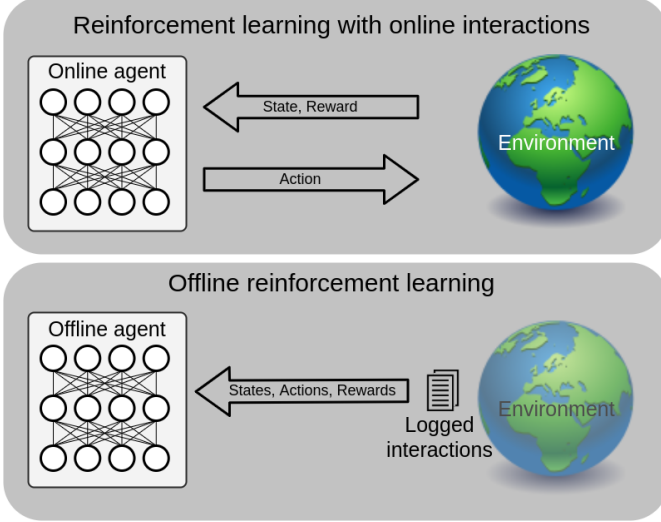 Reinforcement learning with online interactions
Online agent
State, Reward
Environment
Action
Offline reinforcement learning
Offline agent
States, Actions, Rewards
Environment
Logged
interactions